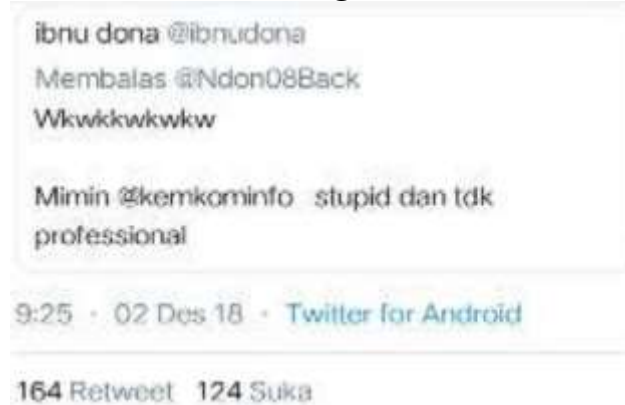 ibnu dona @ibnudona
Membalas @Ndon08Back
Wkwkkwkwkw
Mimin @kemkominfo stupid dan tdk
professional
9:25 · 02 Des 18 · Twitter for Android
164 Retweet 124 Suka